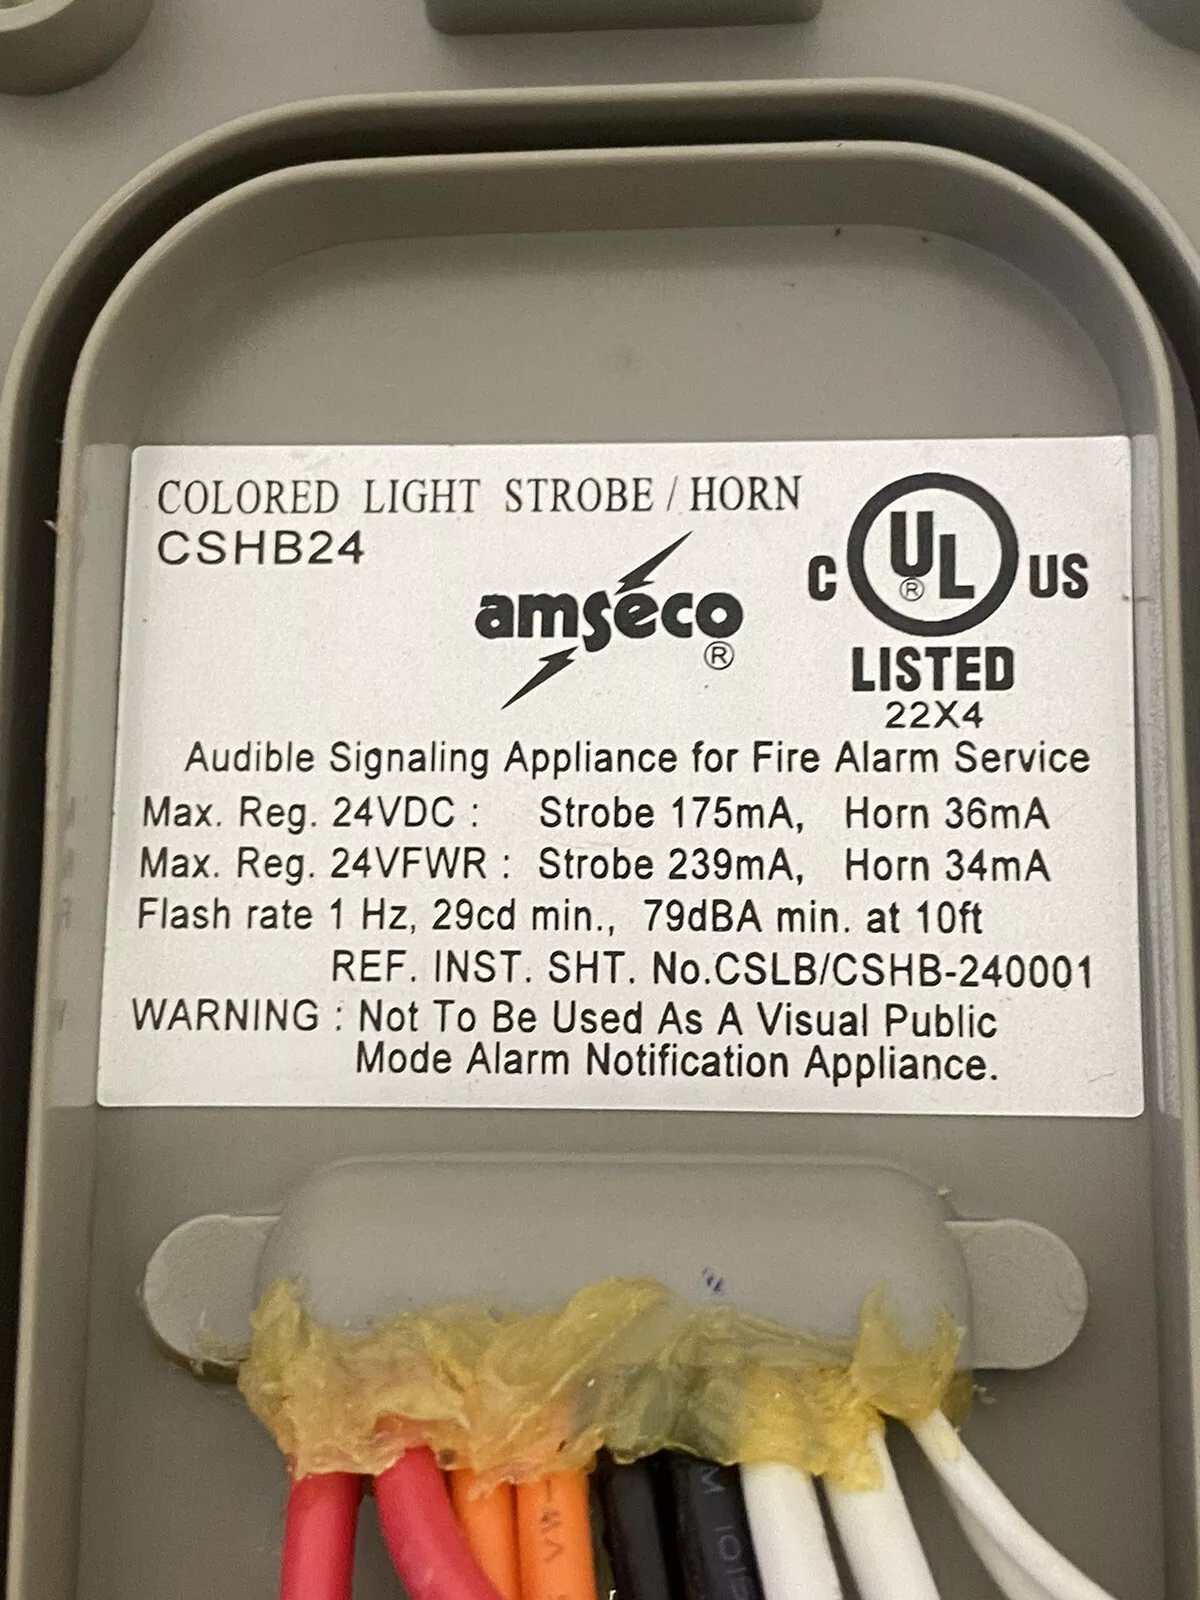 COLORED LIGHT STROBE / HORN
CSHB24
amseco
®
C UL ® US
LISTED
22X4
Audible Signaling Appliance for Fire Alarm Service
Max. Reg. 24VDC : Strobe 175mA, Horn 36mA
Max. Reg. 24VFWR : Strobe 239mA, Horn 34mA
Flash rate 1 Hz, 29cd min., 79dBA min. at 10ft
REF. INST. SHT. No.CSLB/CSHB-240001
WARNING : Not To Be Used As A Visual Public
Mode Alarm Notification Appliance.